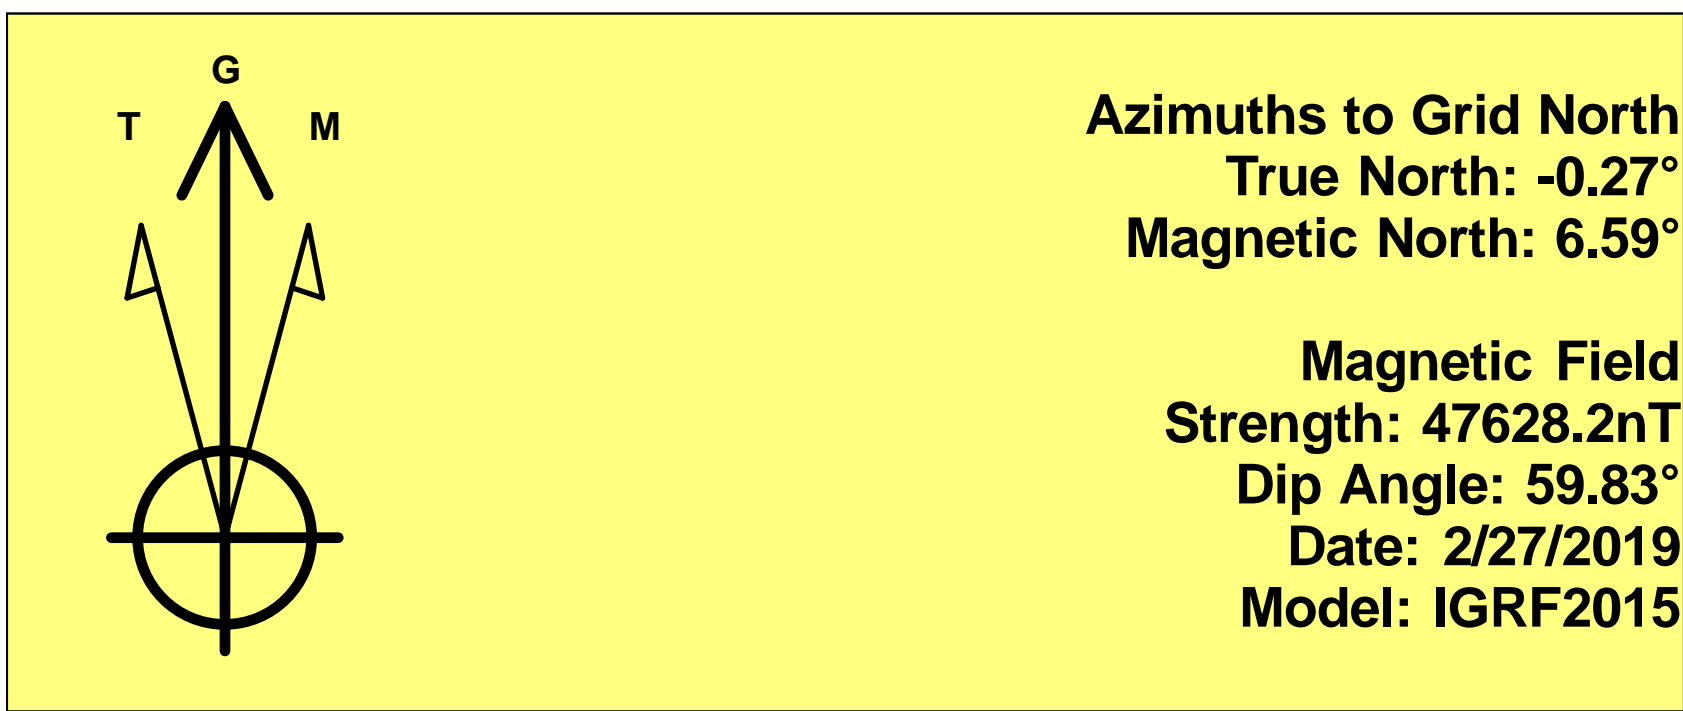 G
T
M
Azimuths to Grid North
True North: -0.27°
Magnetic North: 6.59°
Magnetic Field
Strength: 47628.2nT
Dip Angle: 59.83°
Date: 2/27/2019
Model: IGRF2015